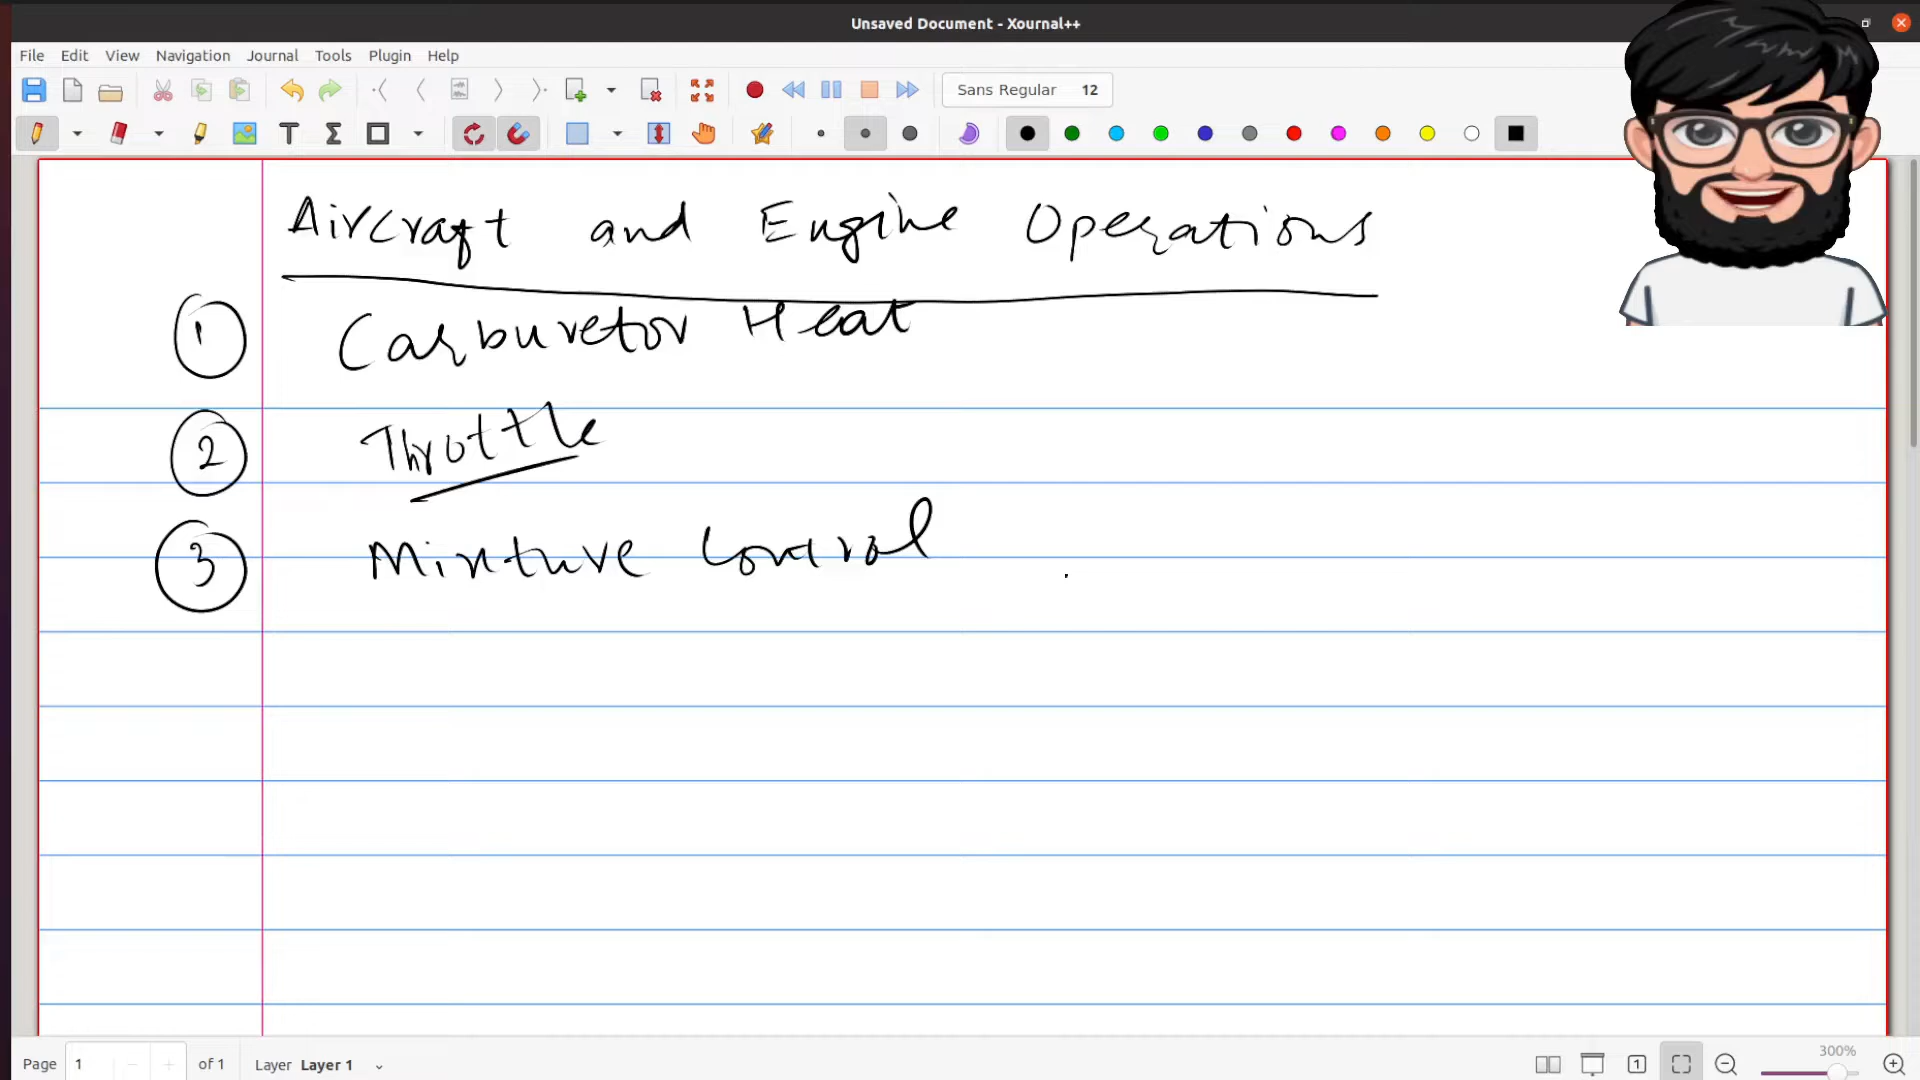 Unsaved Document - Xournal++
File Edit View Navigation Journal Tools Plugin Help
Sans Regular 12
Aircraft and Engine Operations
1 Carburetor Heat
2 Throttle
3 Mixture Control
Page 1 of 1 Layer Layer 1 300%